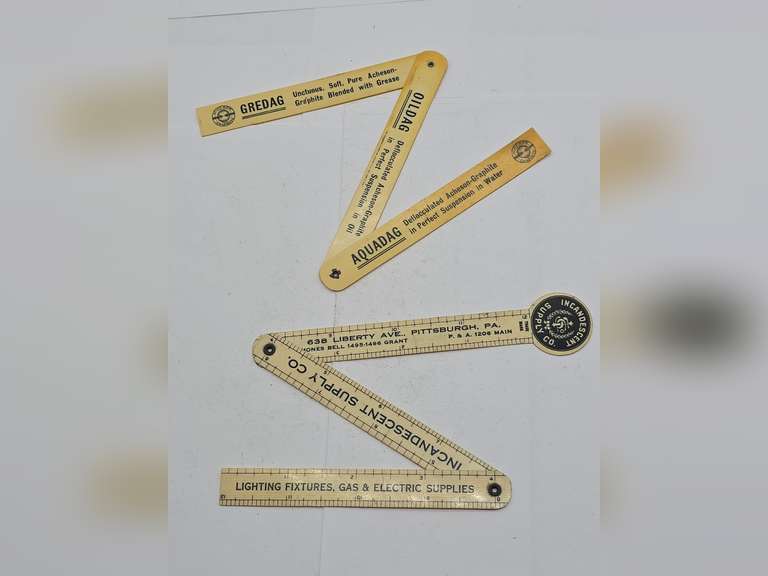 GREDAG
Unctuous, Soft, Pure Acheson-
Graphite Blended with Grease
OILDAG
Deflocculated Acheson-Graphite
in Perfect Suspension in Oil
AQUADAG
Deflocculated Acheson-Graphite
in Perfect Suspension in Water
638 LIBERTY AVE., PITTSBURGH, PA.
BELL 1495-1496 GRANT
P. & A. 1206 MAIN
INCANDESCENT
SUPPLY CO.
INCANDESCENT SUPPLY CO.
LIGHTING FIXTURES, GAS & ELECTRIC SUPPLIES